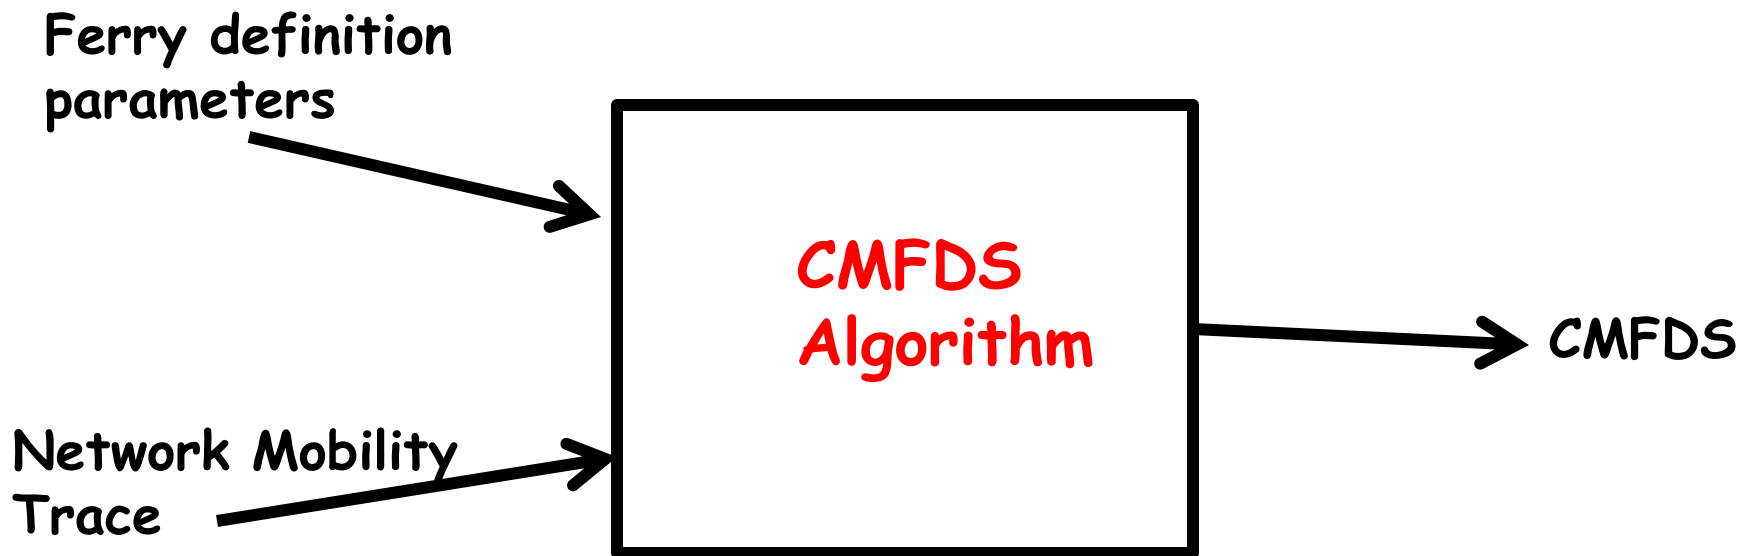 Ferry definition
parameters
CMFDS
Algorithm
CMFDS
Network Mobility
Trace